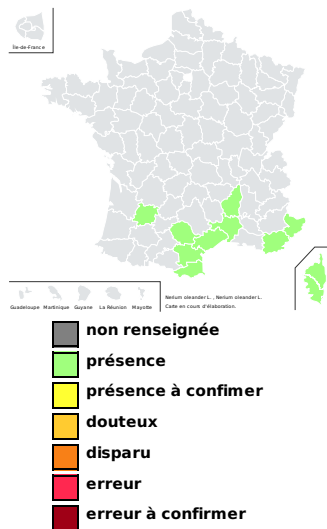 Île-de-France
Guadeloupe Martinique Guyane La Réunion Mayotte
Nerium oleander L. , Nerium oleander L.
Carte en cours d'élaboration.
non renseignée
présence
présence à confimer
douteux
disparu
erreur
erreur à confirmer